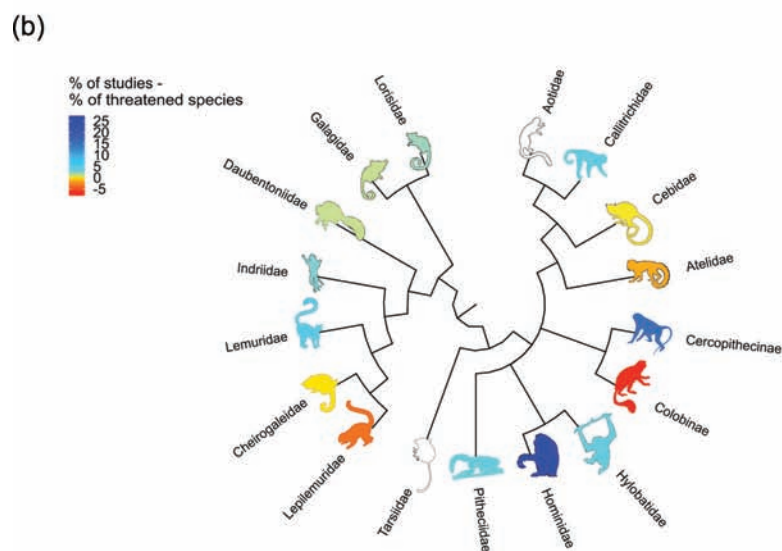 (b)
% of studies -
% of threatened species
25
20
15
10
5
0
-5
Lorisidae
Galagidae
Daubentoniidae
Indriidae
Lemuridae
Cheirogaleidae
Lepilemuridae
Tarsiidae
Pitheciidae
Hominidae
Hylobatidae
Colobinae
Cercopithecinae
Atelidae
Cebidae
Callitrichidae
Aotidae